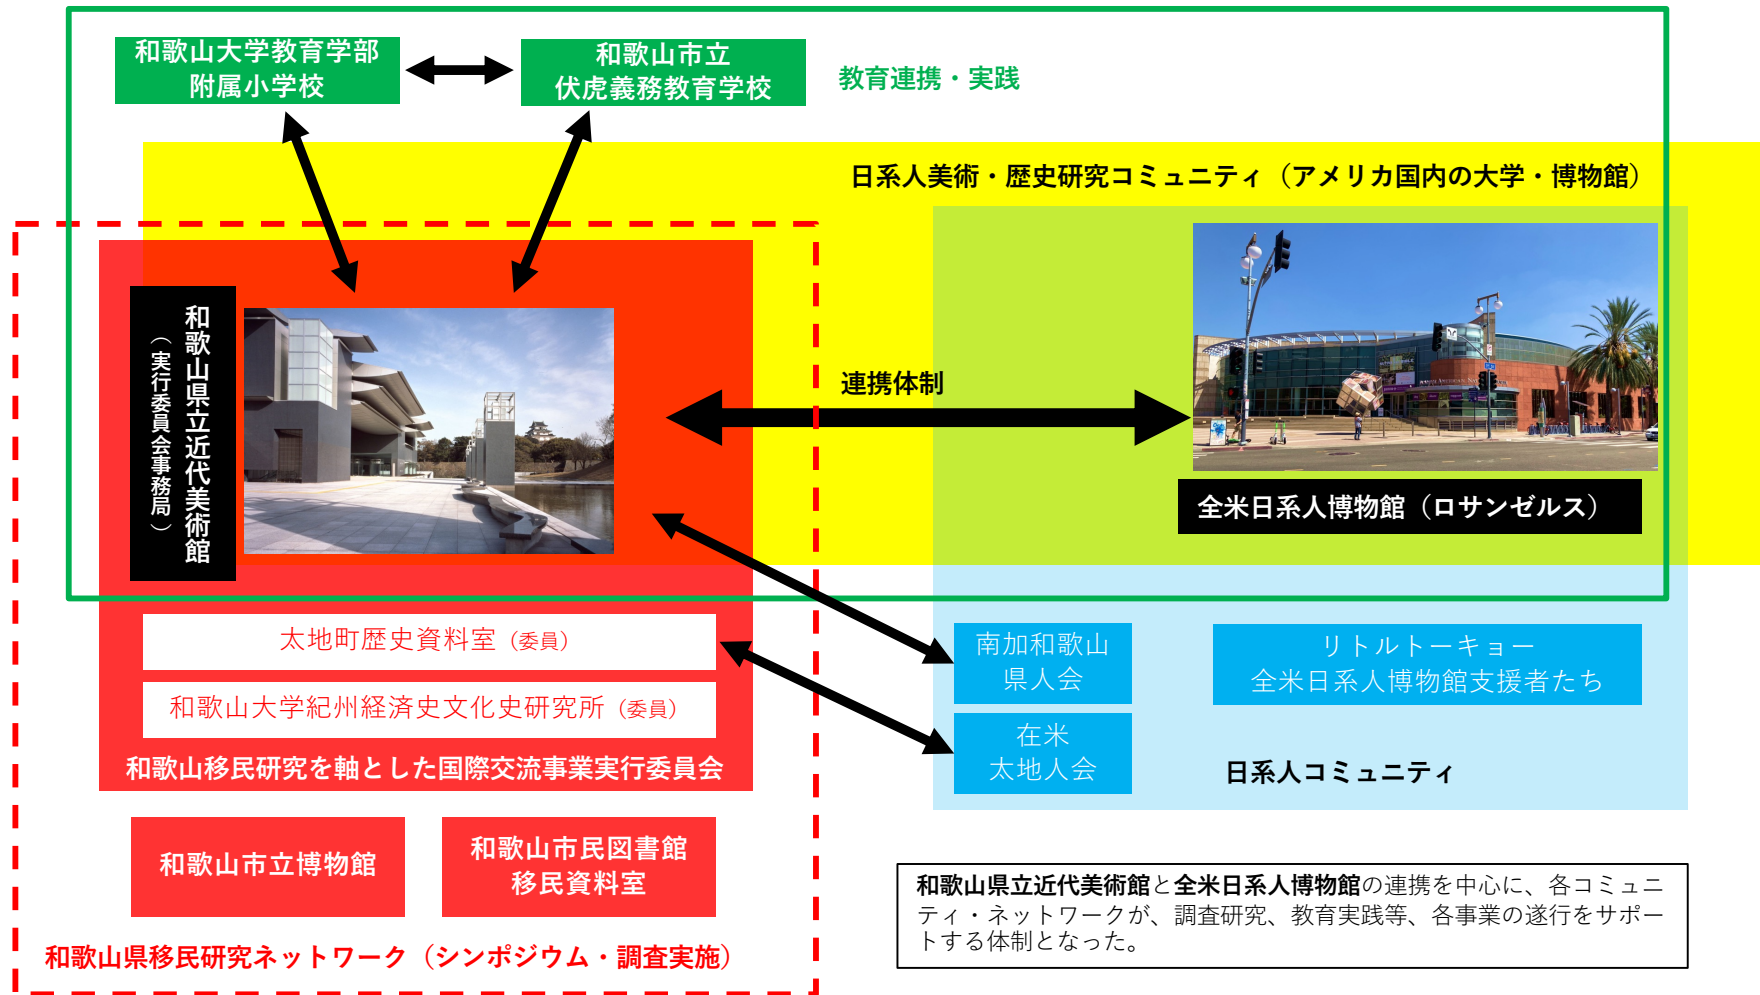 和歌山大学教育学部
附属小学校
和歌山市立
伏虎義務教育学校
教育連携・実践
日系人美術・歴史研究コミュニティ（アメリカ国内の大学・博物館）
和歌山県立近代美術館
（実行委員会事務局）
連携体制
全米日系人博物館（ロサンゼルス）
太地町歴史資料室（委員）
和歌山大学紀州経済史文化史研究所（委員）
和歌山移民研究を軸とした国際交流事業実行委員会
南加和歌山
県人会
リトルトーキョー
全米日系人博物館支援者たち
在米
太地人会
日系人コミュニティ
和歌山市立博物館
和歌山市民図書館
移民資料室
和歌山県移民研究ネットワーク（シンポジウム・調査実施）
和歌山県立近代美術館と全米日系人博物館の連携を中心に、各コミュニ
ティ・ネットワークが、調査研究、教育実践等、各事業の遂行をサポー
トする体制となった。